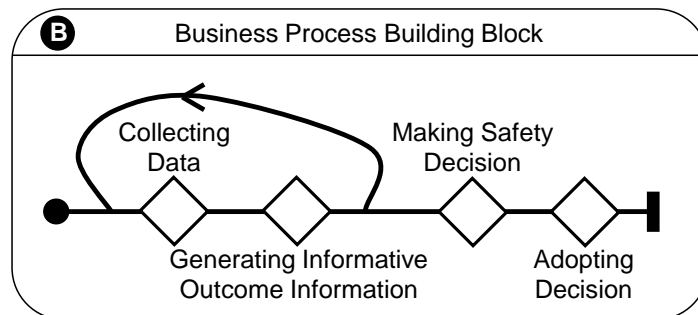 B
Business Process Building Block
Collecting
Data
Making Safety
Decision
Generating Informative
Outcome Information
Adopting
Decision